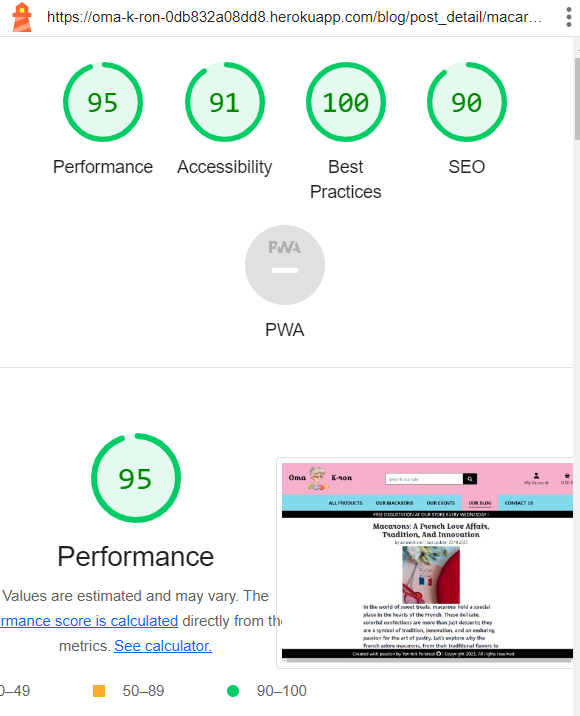 https://oma-k-ron-0db832a08dd8.herokuapp.com/blog/post_detail/macar...
95
91
100
90
Performance
Accessibility
Best
Practices
SEO
PWA
PWA
95
Performance
Values are estimated and may vary. The
rmance score is calculated directly from the
metrics. See calculator.
0–49
50–89
90–100
Oma K-ron
Search our site
My Account
0.00
ALL PRODUCTS OUR MACARONS OUR EVENTS OUR BLOG CONTACT US
FREE DEGUSTATION AT OUR STORE EVERY WEDNESDAY !
Macarons: A French Love Affair,
Tradition, And Innovation
In the world of sweet treats, macarons hold a special
place in the hearts of the French. These delicate,
colorful confections are more than just desserts; they
are a symbol of tradition, innovation, and an enduring
passion for the art of pastry. Let's explore why the
French adore macarons, from their traditional flavors to
Created with passion by Yannick Ferenczi | Copyright 2023. All rights reserved